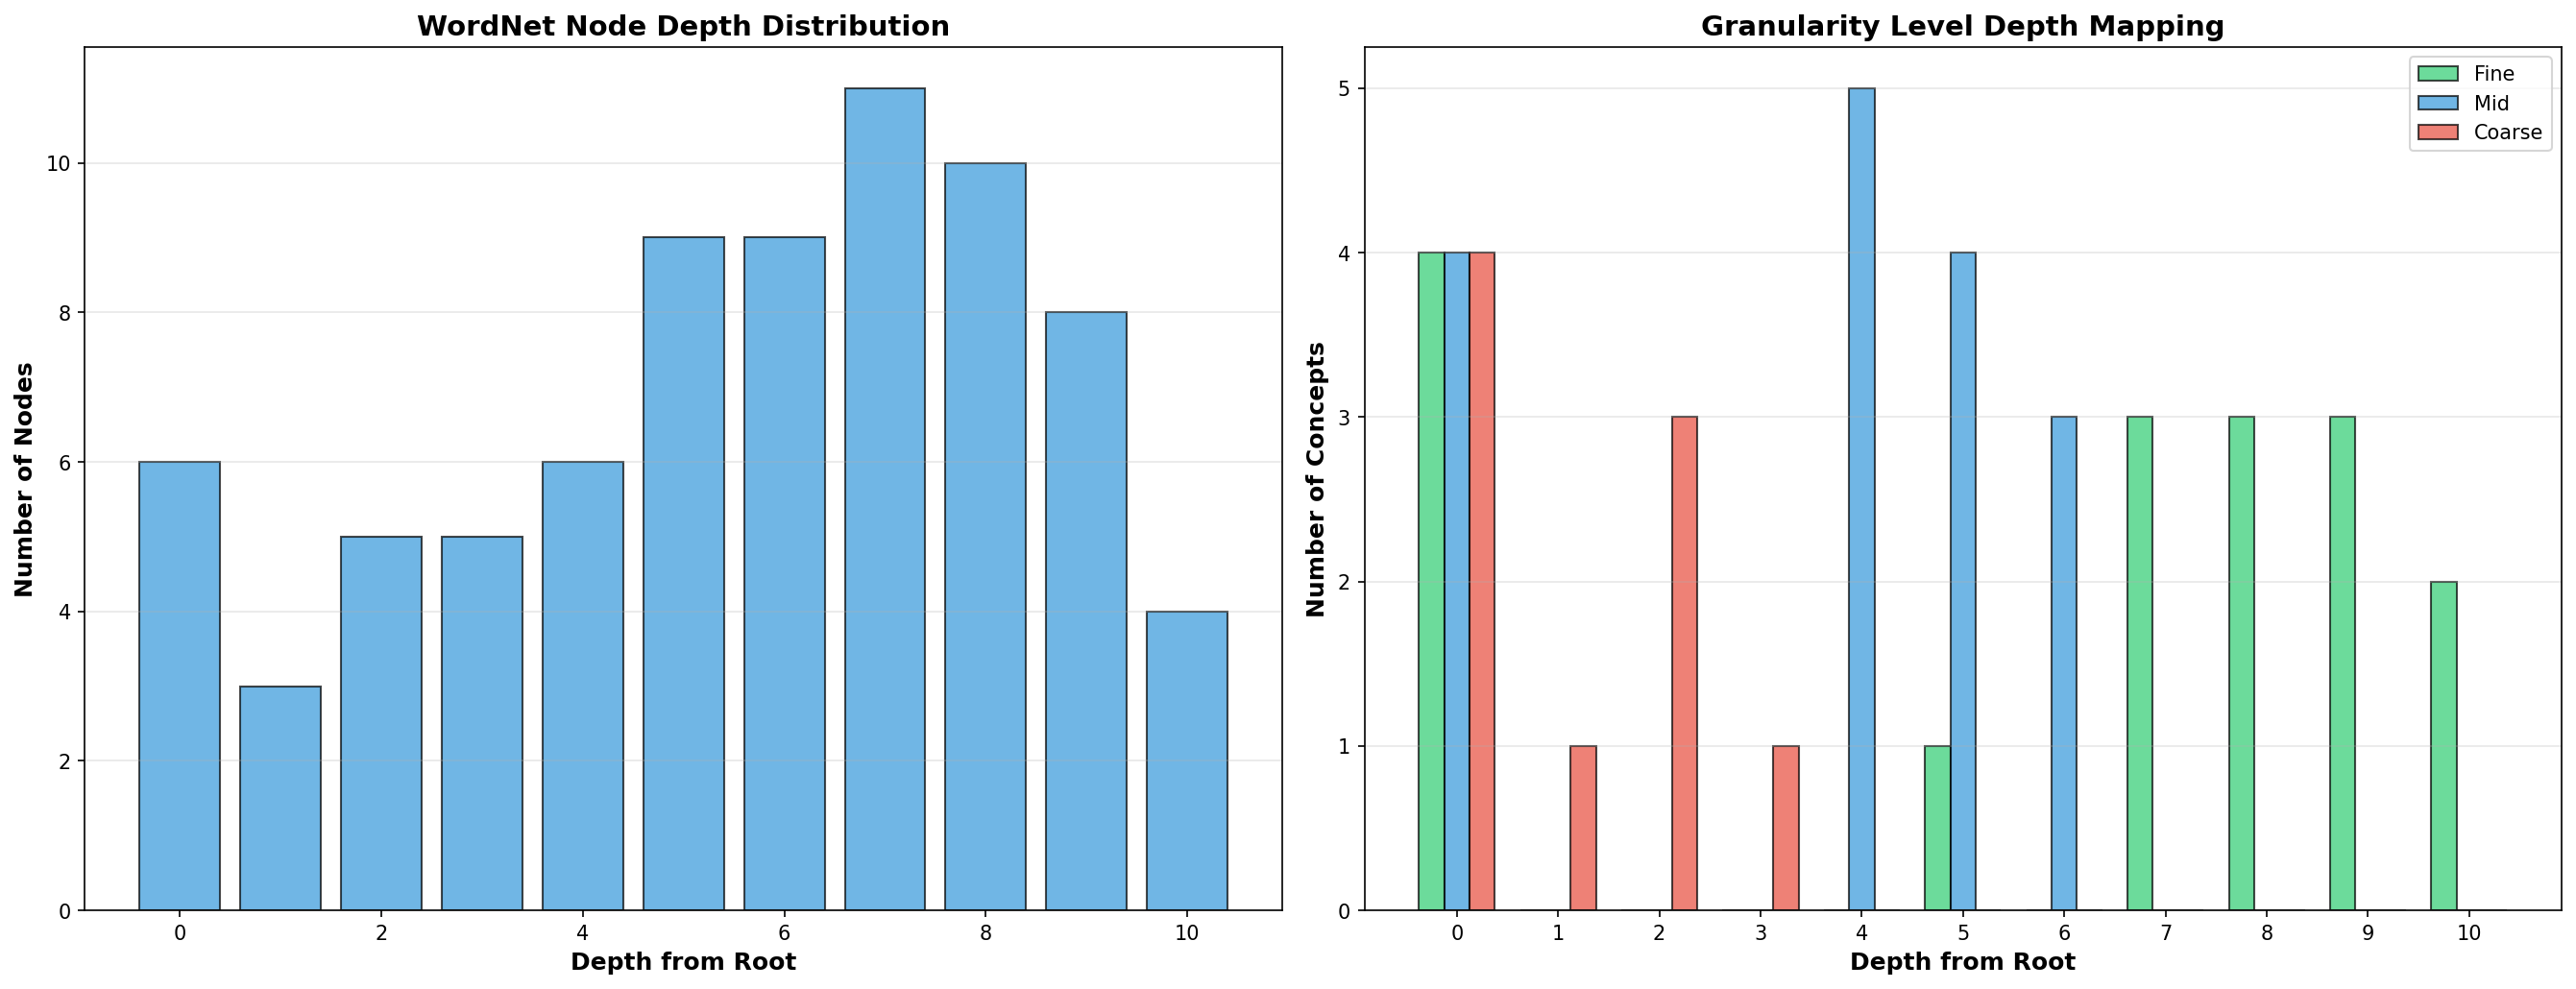 WordNet Node Depth Distribution
Number of Nodes
10
8
6
4
2
0
0 2 4 6 8 10
Depth from Root
Granularity Level Depth Mapping
Fine
Mid
Coarse
Number of Concepts
5
4
3
2
1
0
0 1 2 3 4 5 6 7 8 9 10
Depth from Root